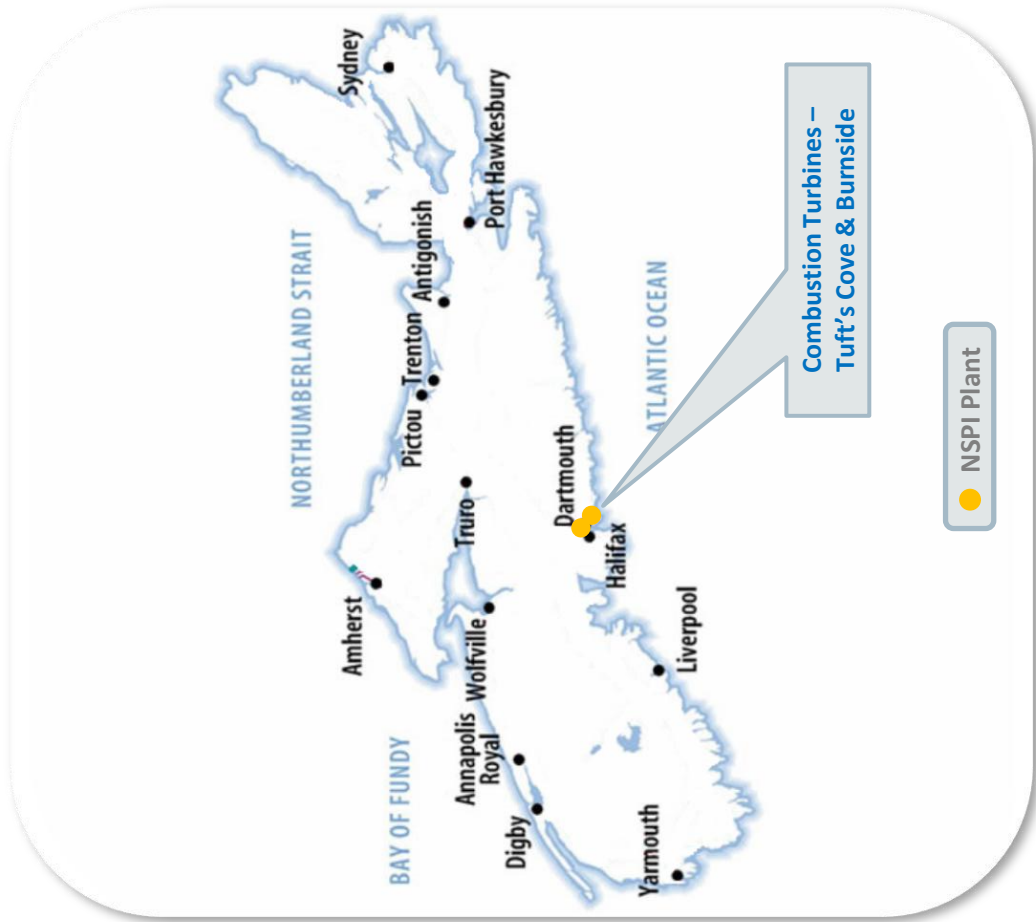 Sydney
NORTHUMBERLAND STRAIT
Port Hawkesbury
Antigonish
Trenton
Pictou
ATLANTIC OCEAN
Truro
Dartmouth
Halifax
Amherst
Wolfville
Liverpool
BAY OF FUNDY
Annapolis
Royal
Digby
Yarmouth
Combustion Turbines –
Tuft's Cove & Burnside
NSPI Plant